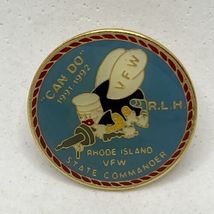 "CAN DO"
1991-1992
VFW
R.L.H.
RHODE ISLAND
VFW
STATE COMMANDER